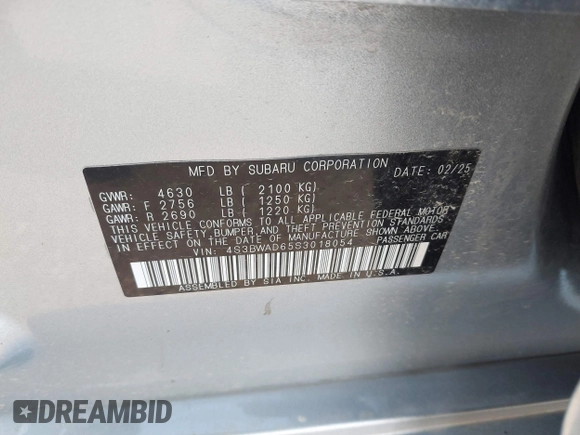 MFD BY SUBARU CORPORATION DATE: 02/25
GVWR: 4630 LB ( 2100 KG)
GAWR: F 2756 LB ( 1250 KG)
GAWR: R 2690 LB ( 1220 KG)
THIS VEHICLE CONFORMS TO ALL APPLICABLE FEDERAL MOTOR
VEHICLE SAFETY, BUMPER, AND THEFT PREVENTION STANDARDS
IN EFFECT ON THE DATE OF MANUFACTURE SHOWN ABOVE.
VIN: 4S3BWAD65S3018054 PASSENGER CAR
ASSEMBLED BY SIA INC. MADE IN U.S.A.
DREAMBID